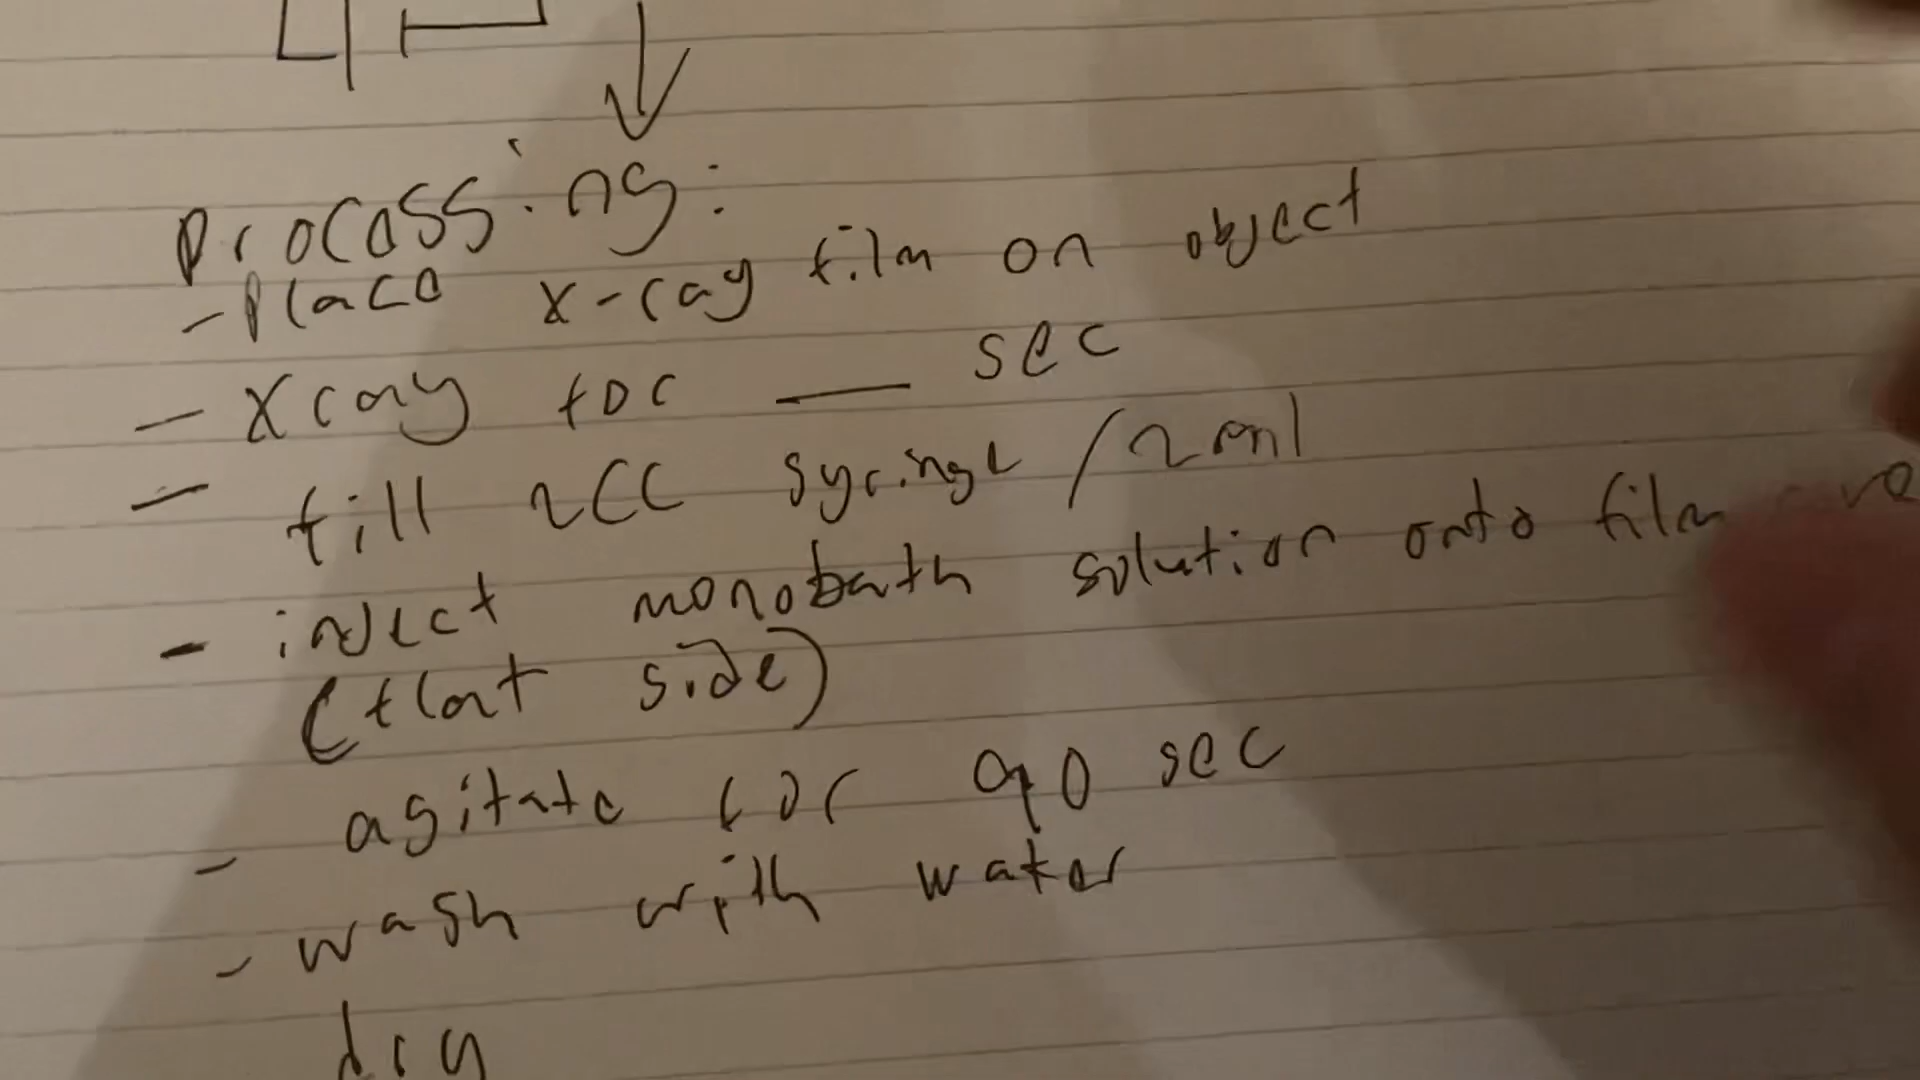 Processing:
- Place x-ray film on object
- Xray for ___ sec
- fill 2CC syringe / 2ml
- inject monobath solution onto film
(flat side)
- agitate for 90 sec
- wash with water
dry